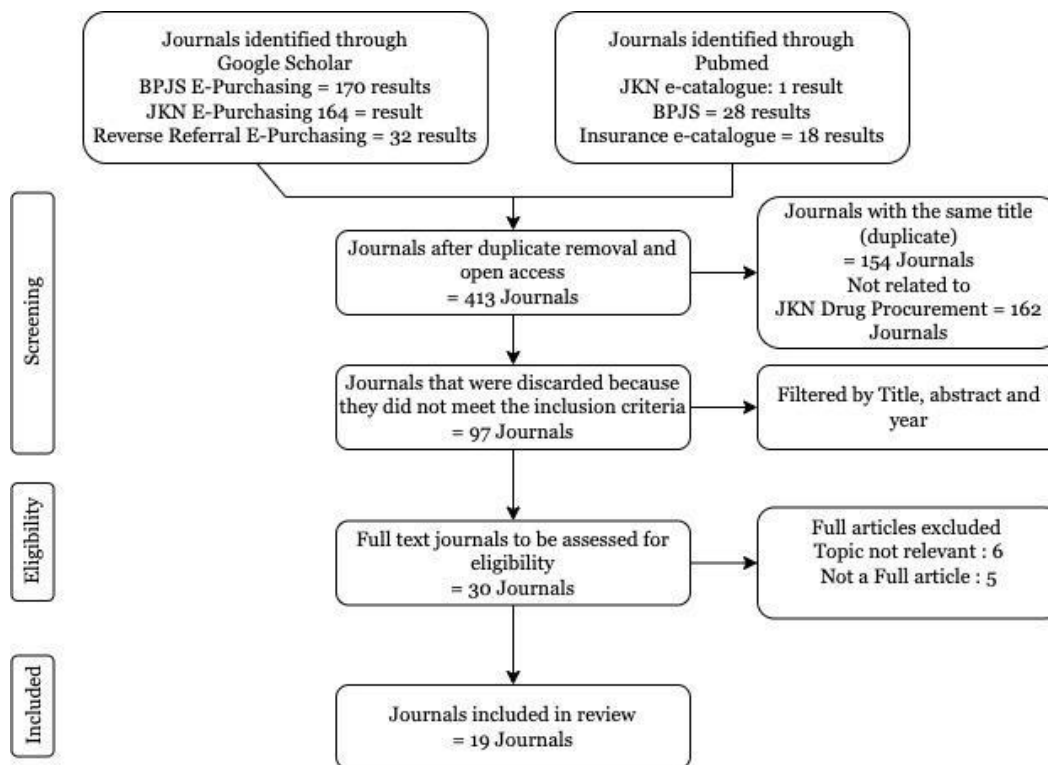 Journals identified through
Google Scholar
BPJS E-Purchasing = 170 results
JKN E-Purchasing 164 = result
Reverse Referral E-Purchasing = 32 results
Journals identified through
Pubmed
JKN e-catalogue: 1 result
BPJS = 28 results
Insurance e-catalogue = 18 results
Screening
Journals after duplicate removal and
open access
= 413 Journals
Journals with the same title
(duplicate)
= 154 Journals
Not related to
JKN Drug Procurement = 162
Journals
Journals that were discarded because
they did not meet the inclusion criteria
= 97 Journals
Filtered by Title, abstract and
year
Eligibility
Full text journals to be assessed for
eligibility
= 30 Journals
Full articles excluded
Topic not relevant : 6
Not a Full article : 5
Included
Journals included in review
= 19 Journals